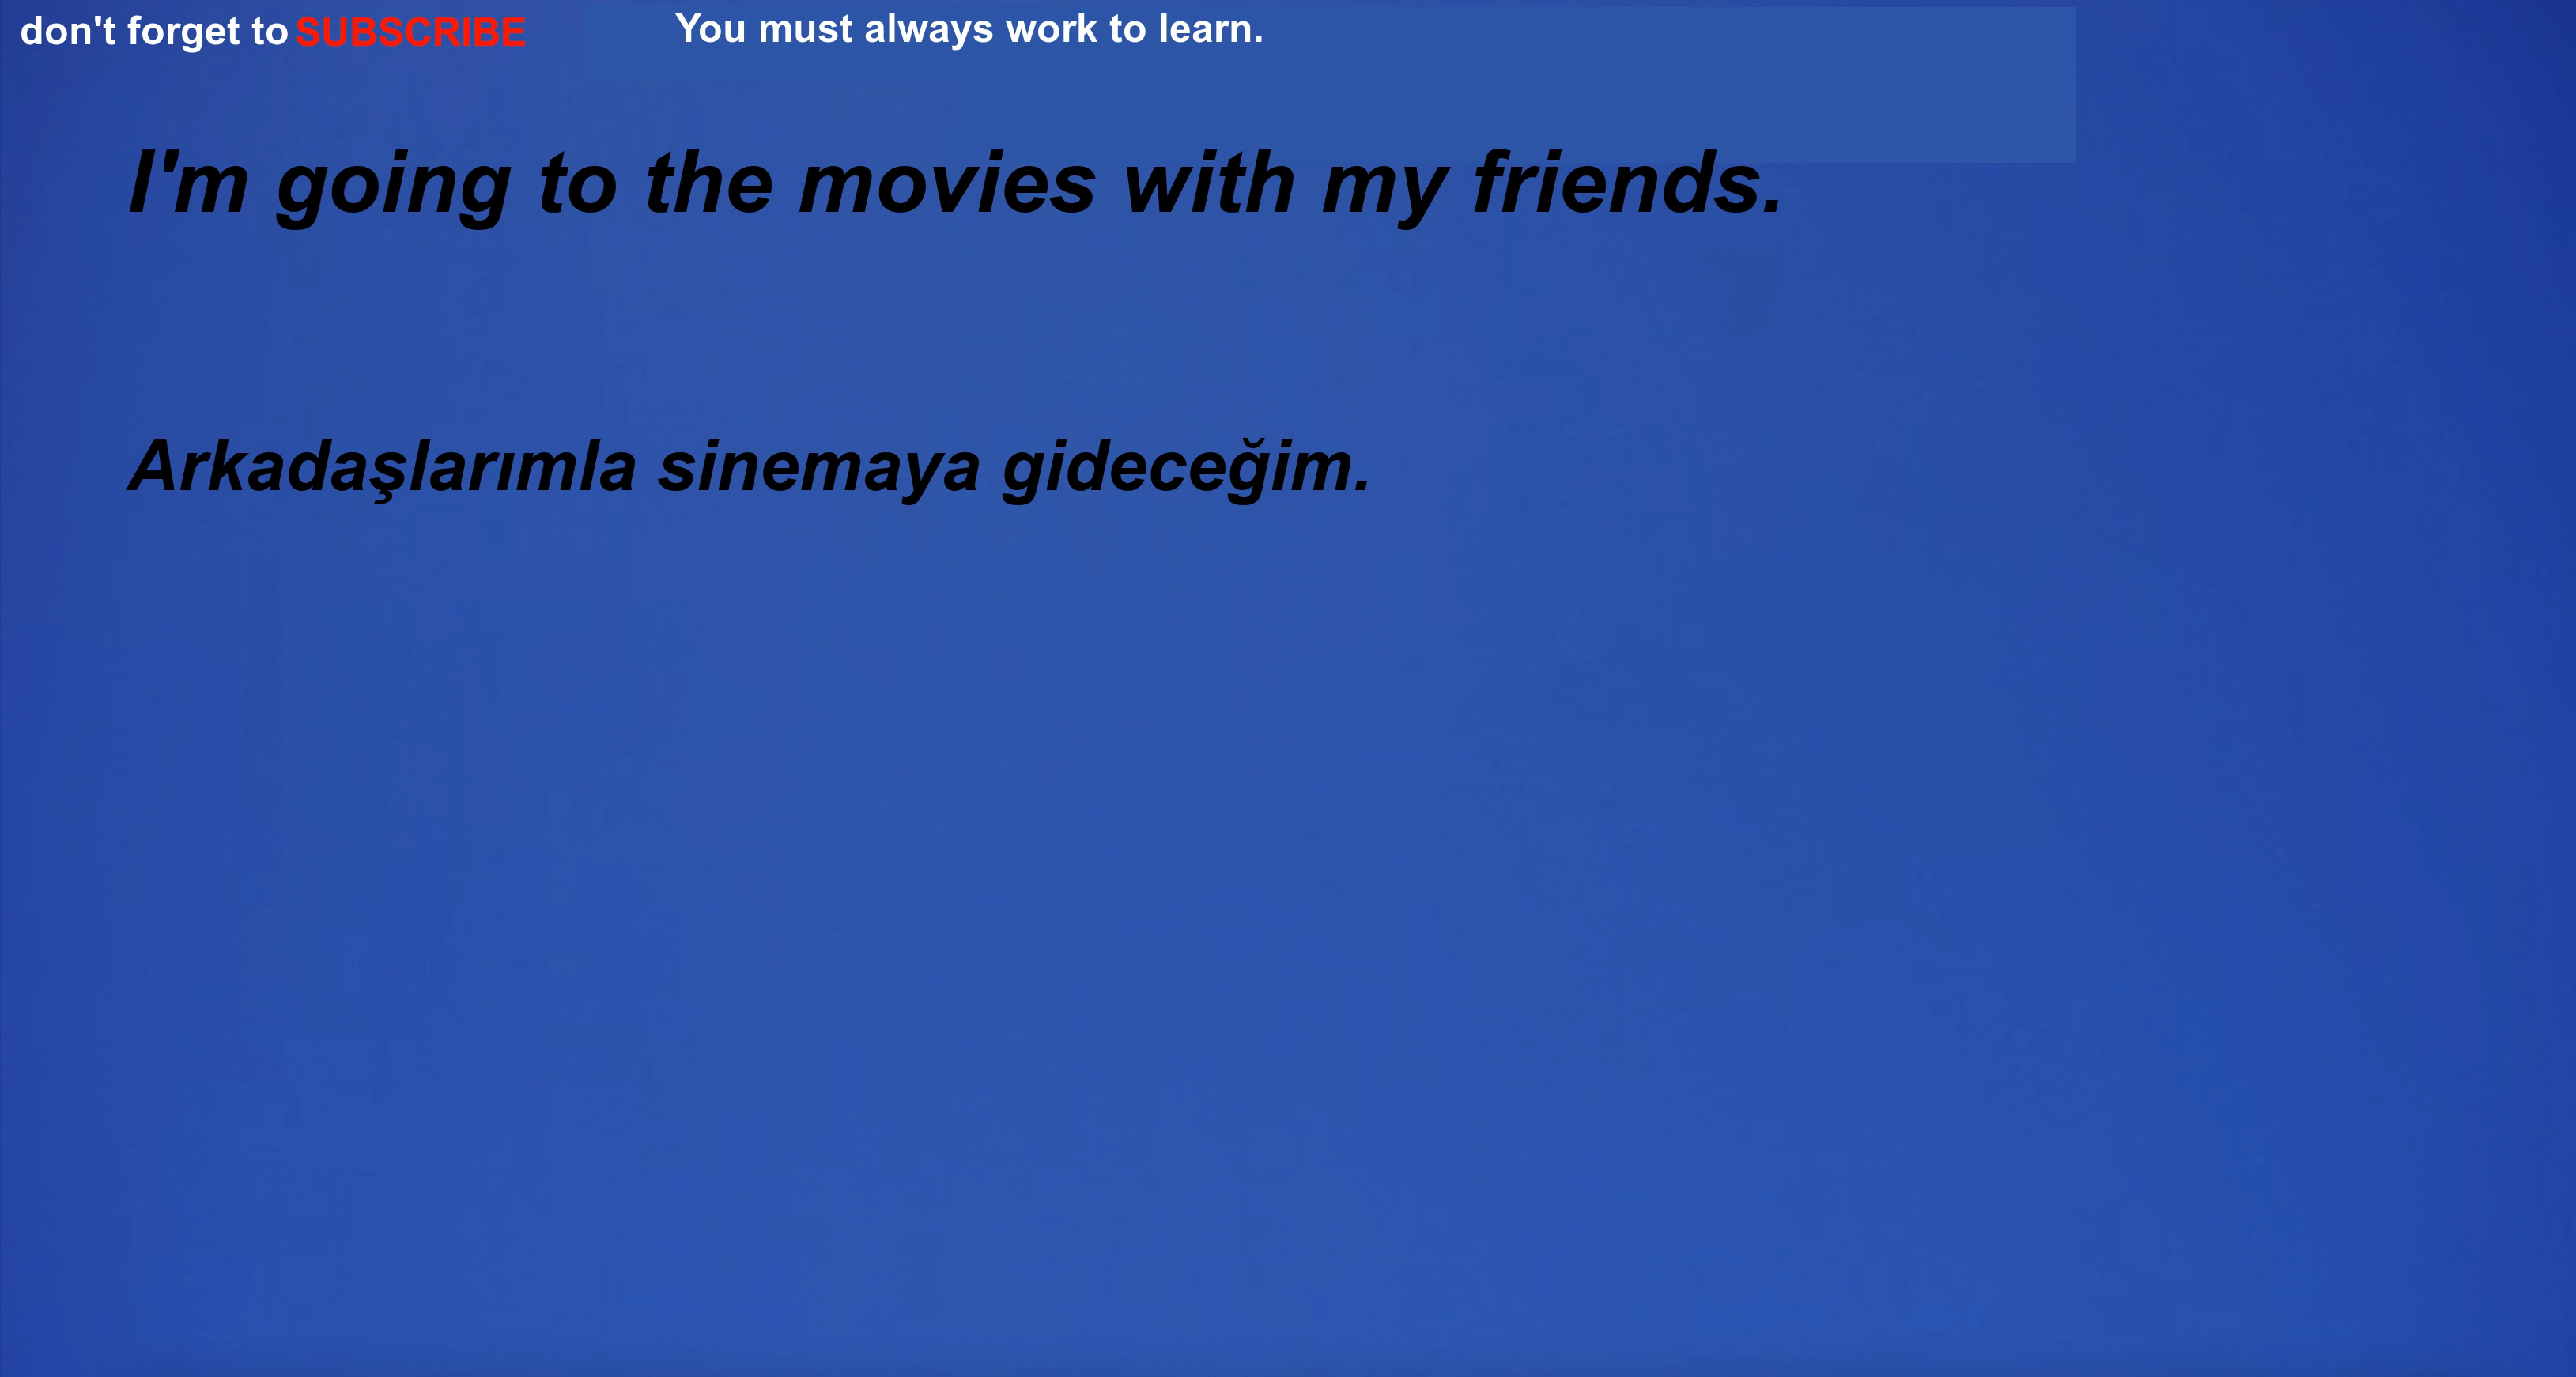 don't forget to SUBSCRIBE
You must always work to learn.
I'm going to the movies with my friends.
Arkadaşlarımla sinemaya gideceğim.